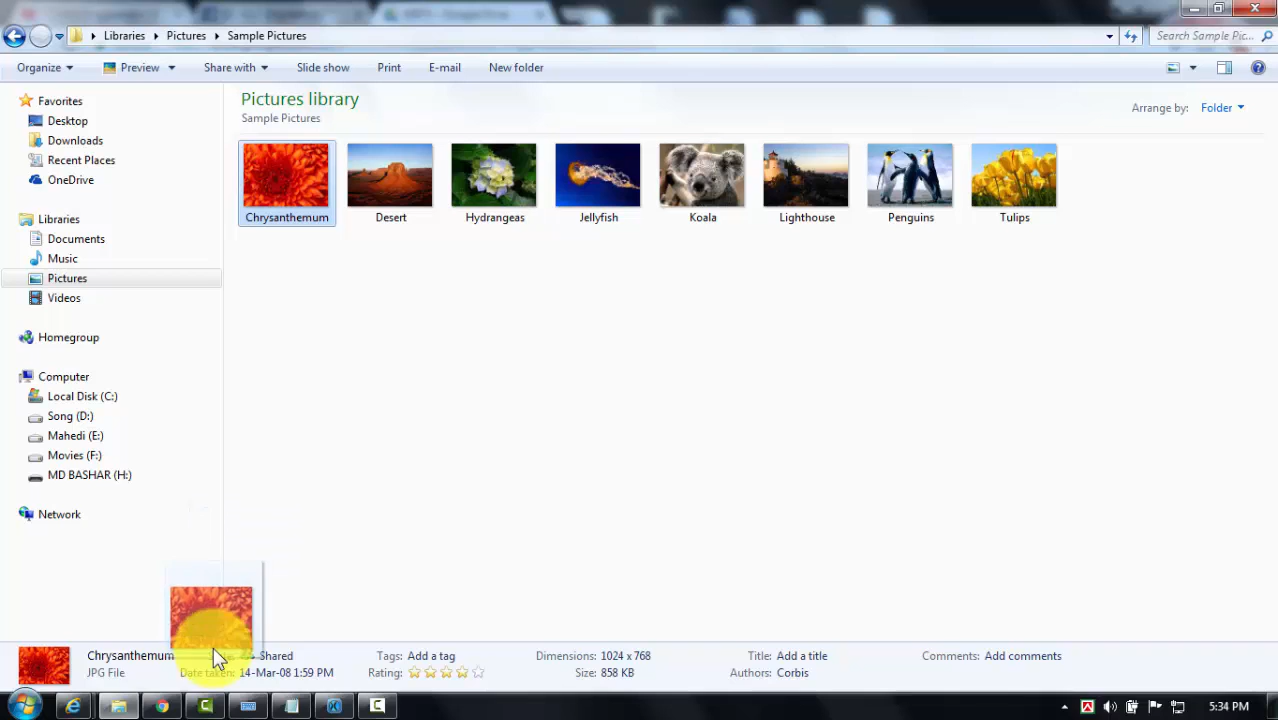 Libraries Pictures Sample Pictures
Search Sample Pic...
Organize Preview Share with Slide show Print E-mail New folder
Pictures library
Sample Pictures
Arrange by: Folder
Favorites
Desktop
Downloads
Recent Places
OneDrive
Libraries
Documents
Music
Pictures
Videos
Homegroup
Computer
Local Disk (C:)
Song (D:)
Mahedi (E:)
Movies (F:)
MD BASHAR (H:)
Network
Chrysanthemum Desert Hydrangeas Jellyfish Koala Lighthouse Penguins Tulips
Chrysanthemum Shared Tags: Add a tag Dimensions: 1024 x 768 Title: Add a title Comments: Add comments
JPG File Date taken: 14-Mar-08 1:59 PM Rating: Size: 858 KB Authors: Corbis
5:34 PM